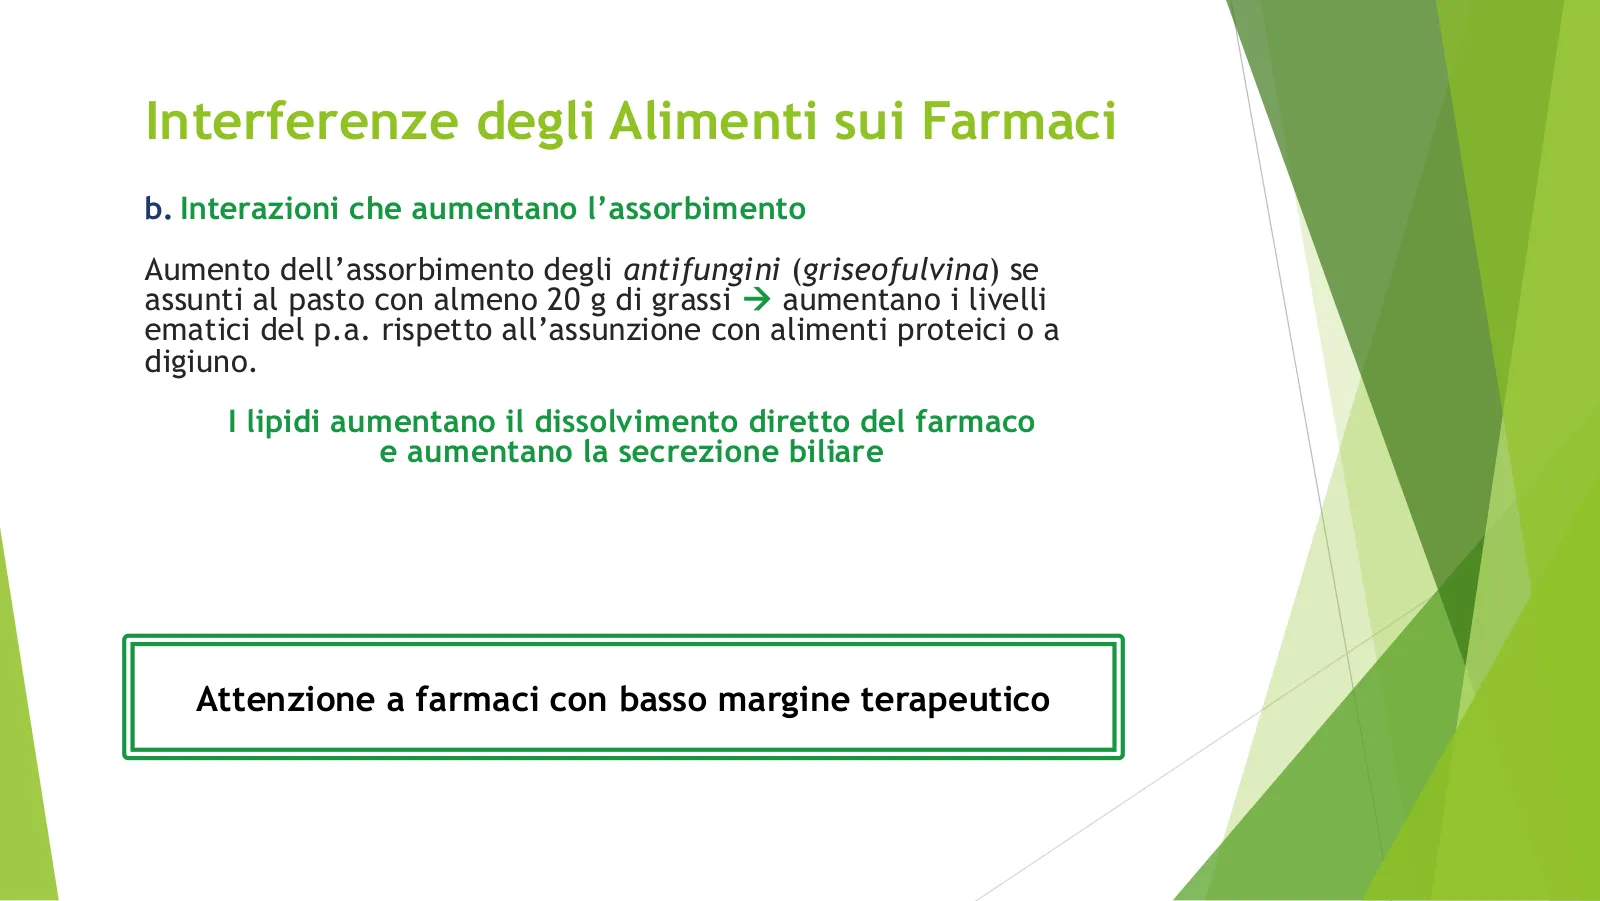 Interferenze degli Alimenti sui Farmaci
b. Interazioni che aumentano l’assorbimento
Aumento dell’assorbimento degli antifungini (griseofulvina) se
assunti al pasto con almeno 20 g di grassi → aumentano i livelli
ematici del p.a. rispetto all’assunzione con alimenti proteici o a
digiuno.
I lipidi aumentano il dissolvimento diretto del farmaco
e aumentano la secrezione biliare
Attenzione a farmaci con basso margine terapeutico